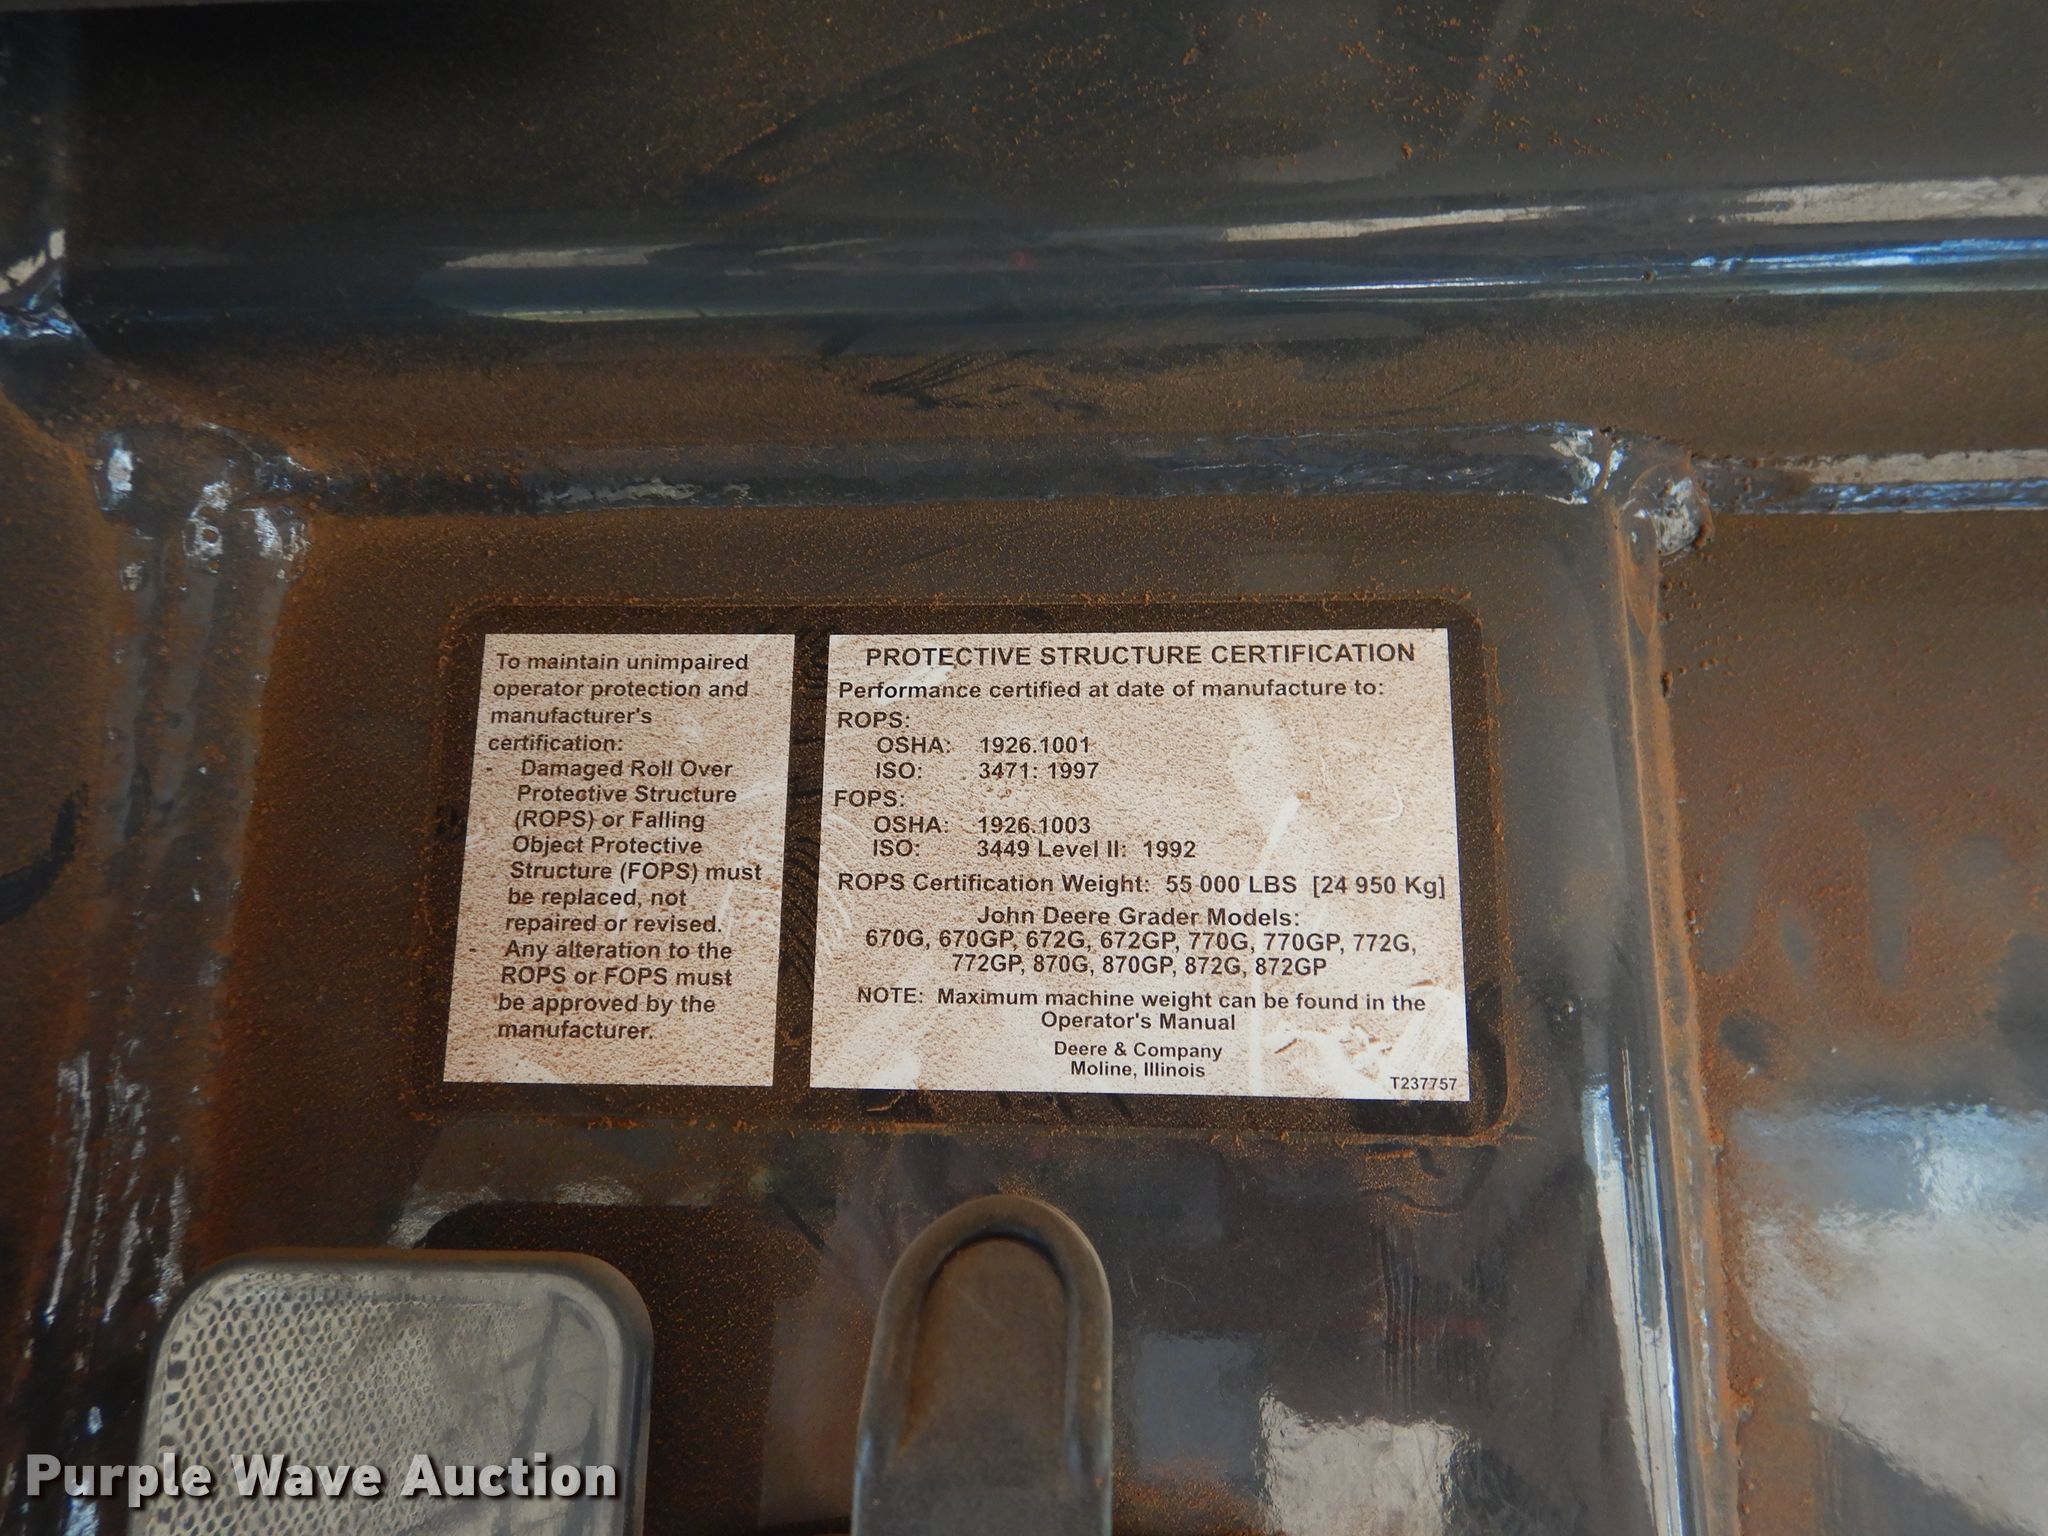 To maintain unimpaired
operator protection and
manufacturer's
certification:
- Damaged Roll Over
Protective Structure
(ROPS) or Falling
Object Protective
Structure (FOPS) must
be replaced, not
repaired or revised.
- Any alteration to the
ROPS or FOPS must
be approved by the
manufacturer.
PROTECTIVE STRUCTURE CERTIFICATION
Performance certified at date of manufacture to:
ROPS:
OSHA: 1926.1001
ISO: 3471: 1997
FOPS:
OSHA: 1926.1003
ISO: 3449 Level II: 1992
ROPS Certification Weight: 55 000 LBS [24 950 Kg]
John Deere Grader Models:
670G, 670GP, 672G, 672GP, 770G, 770GP, 772G,
772GP, 870G, 870GP, 872G, 872GP
NOTE: Maximum machine weight can be found in the
Operator's Manual
Deere & Company
Moline, Illinois
T237757
Purple Wave Auction